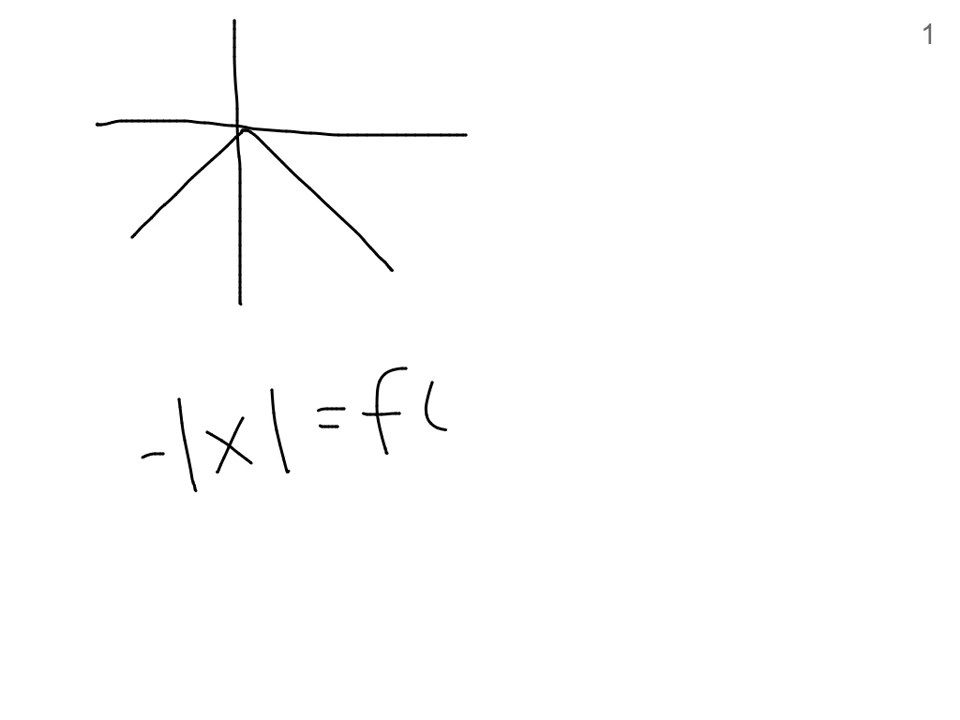 1
-|x| = f(